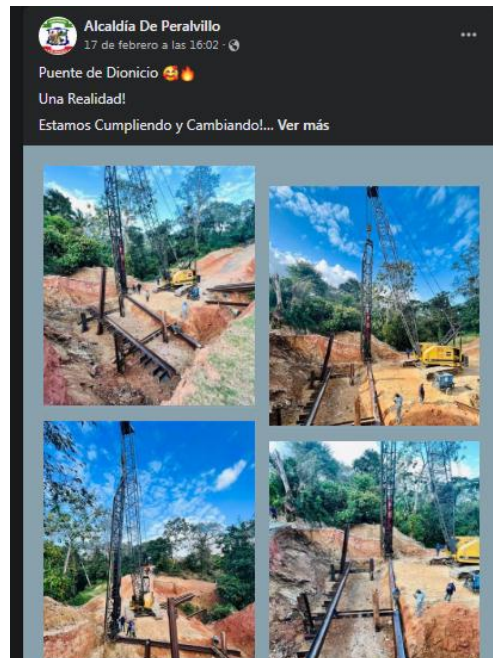 Alcaldía De Peralvillo
17 de febrero a las 16:02 ·
Puente de Dionicio 🥰🔥
Una Realidad!
Estamos Cumpliendo y Cambiando!... Ver más